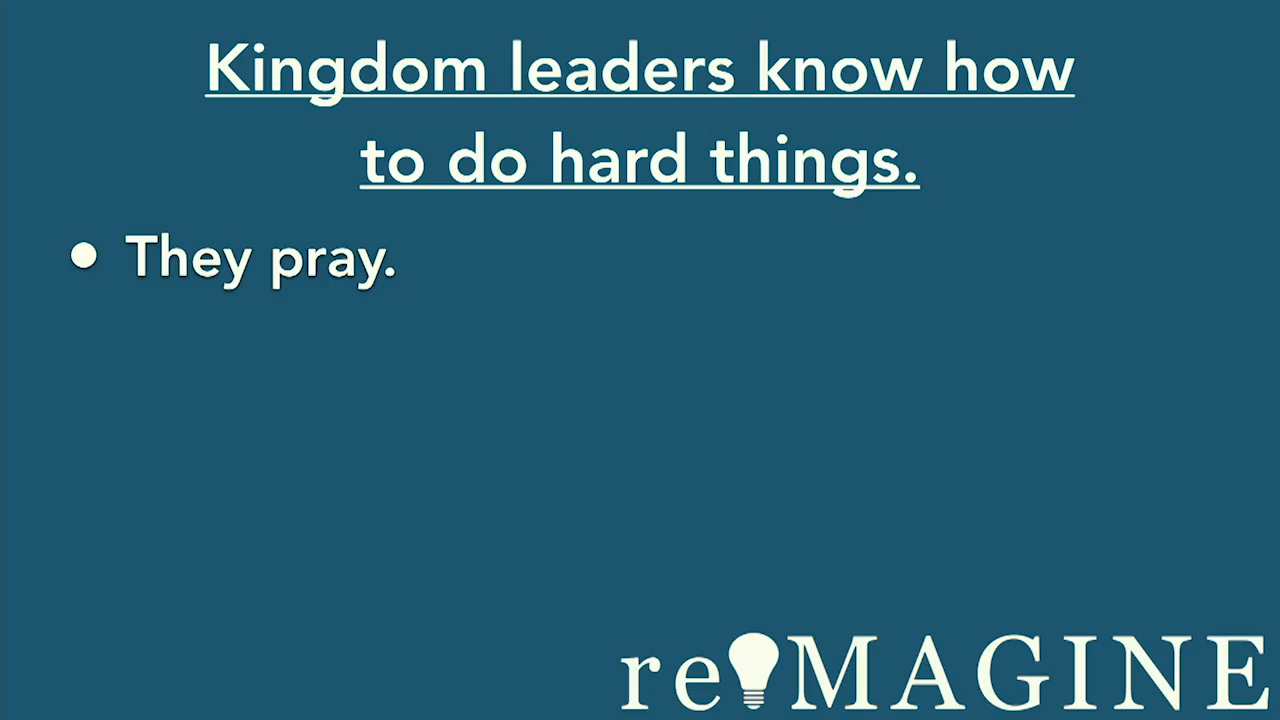 Kingdom leaders know how
to do hard things.
• They pray.
reMAGINE